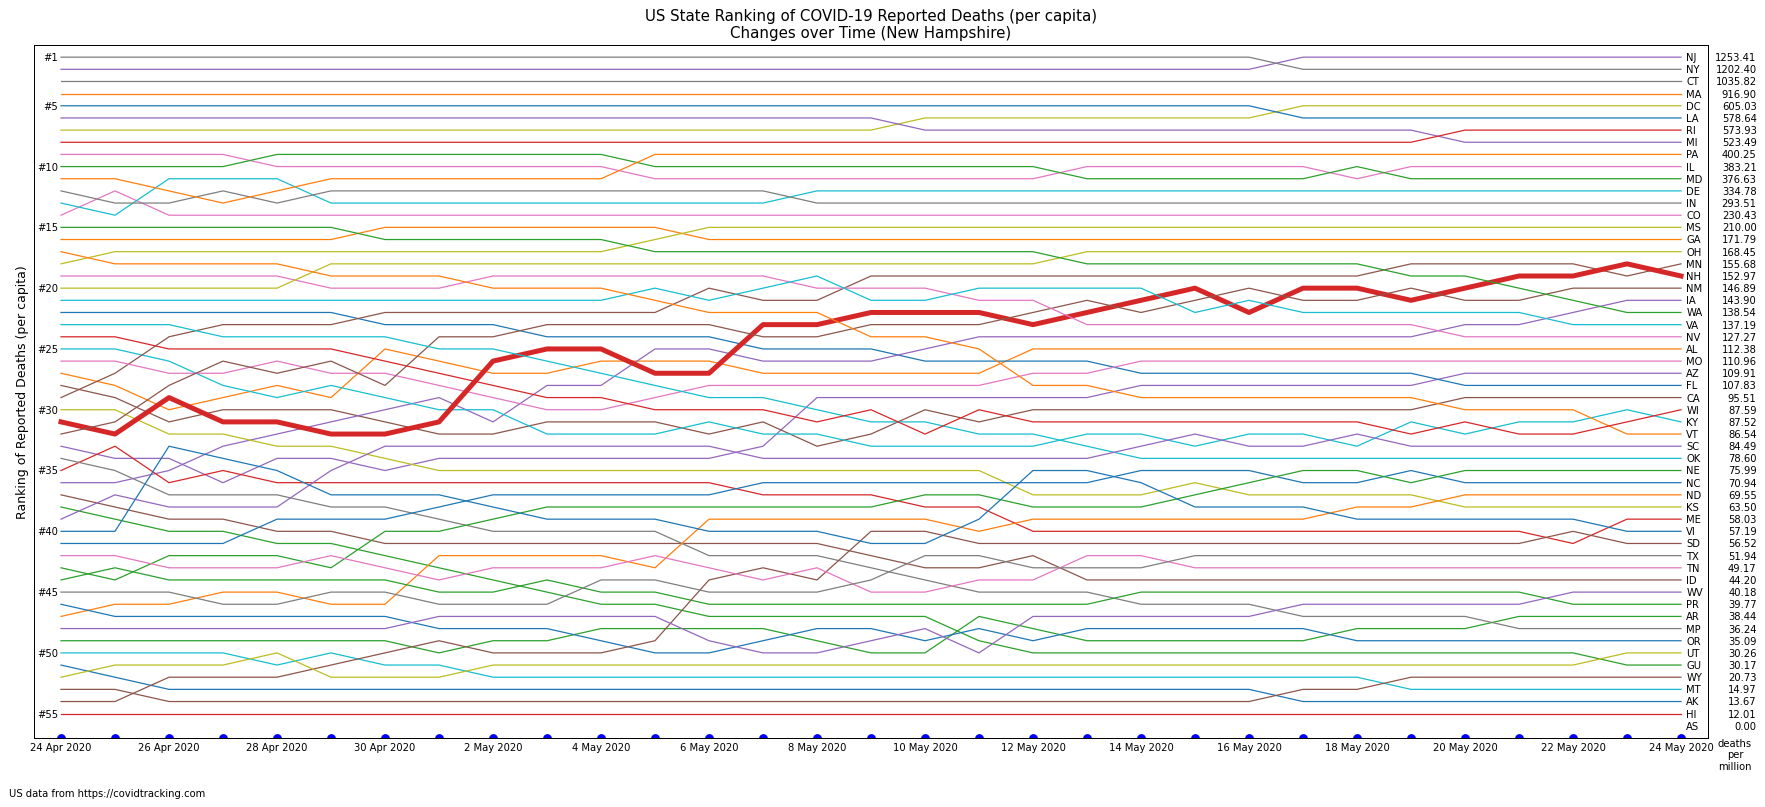 US State Ranking of COVID-19 Reported Deaths (per capita)
Changes over Time (New Hampshire)
Ranking of Reported Deaths (per capita)
#1
#5
#10
#15
#20
#25
#30
#35
#40
#45
#50
#55
NJ 1253.41
NY 1202.40
CT 1035.82
MA 916.90
DC 605.03
LA 578.64
RI 573.93
MI 523.49
PA 400.25
IL 383.21
MD 376.63
DE 334.78
IN 293.51
CO 230.43
MS 210.00
GA 171.79
OH 168.45
MN 155.68
NH 152.97
NM 146.89
IA 143.90
WA 138.54
VA 137.19
NV 127.27
AL 112.38
MO 110.96
AZ 109.91
FL 107.83
CA 95.51
WI 87.59
KY 87.52
VT 86.54
SC 84.49
OK 78.60
NE 75.99
NC 70.94
ND 69.55
KS 63.50
ME 58.03
VI 57.19
SD 56.52
TX 51.94
TN 49.17
ID 44.20
WV 40.18
PR 39.77
AR 38.44
MP 36.24
OR 35.09
UT 30.26
GU 30.17
WY 20.73
MT 14.97
AK 13.67
HI 12.01
AS 0.00
24 Apr 2020 26 Apr 2020 28 Apr 2020 30 Apr 2020 2 May 2020 4 May 2020 6 May 2020 8 May 2020 10 May 2020 12 May 2020 14 May 2020 16 May 2020 18 May 2020 20 May 2020 22 May 2020 24 May 2020
deaths
per
million
US data from https://covidtracking.com